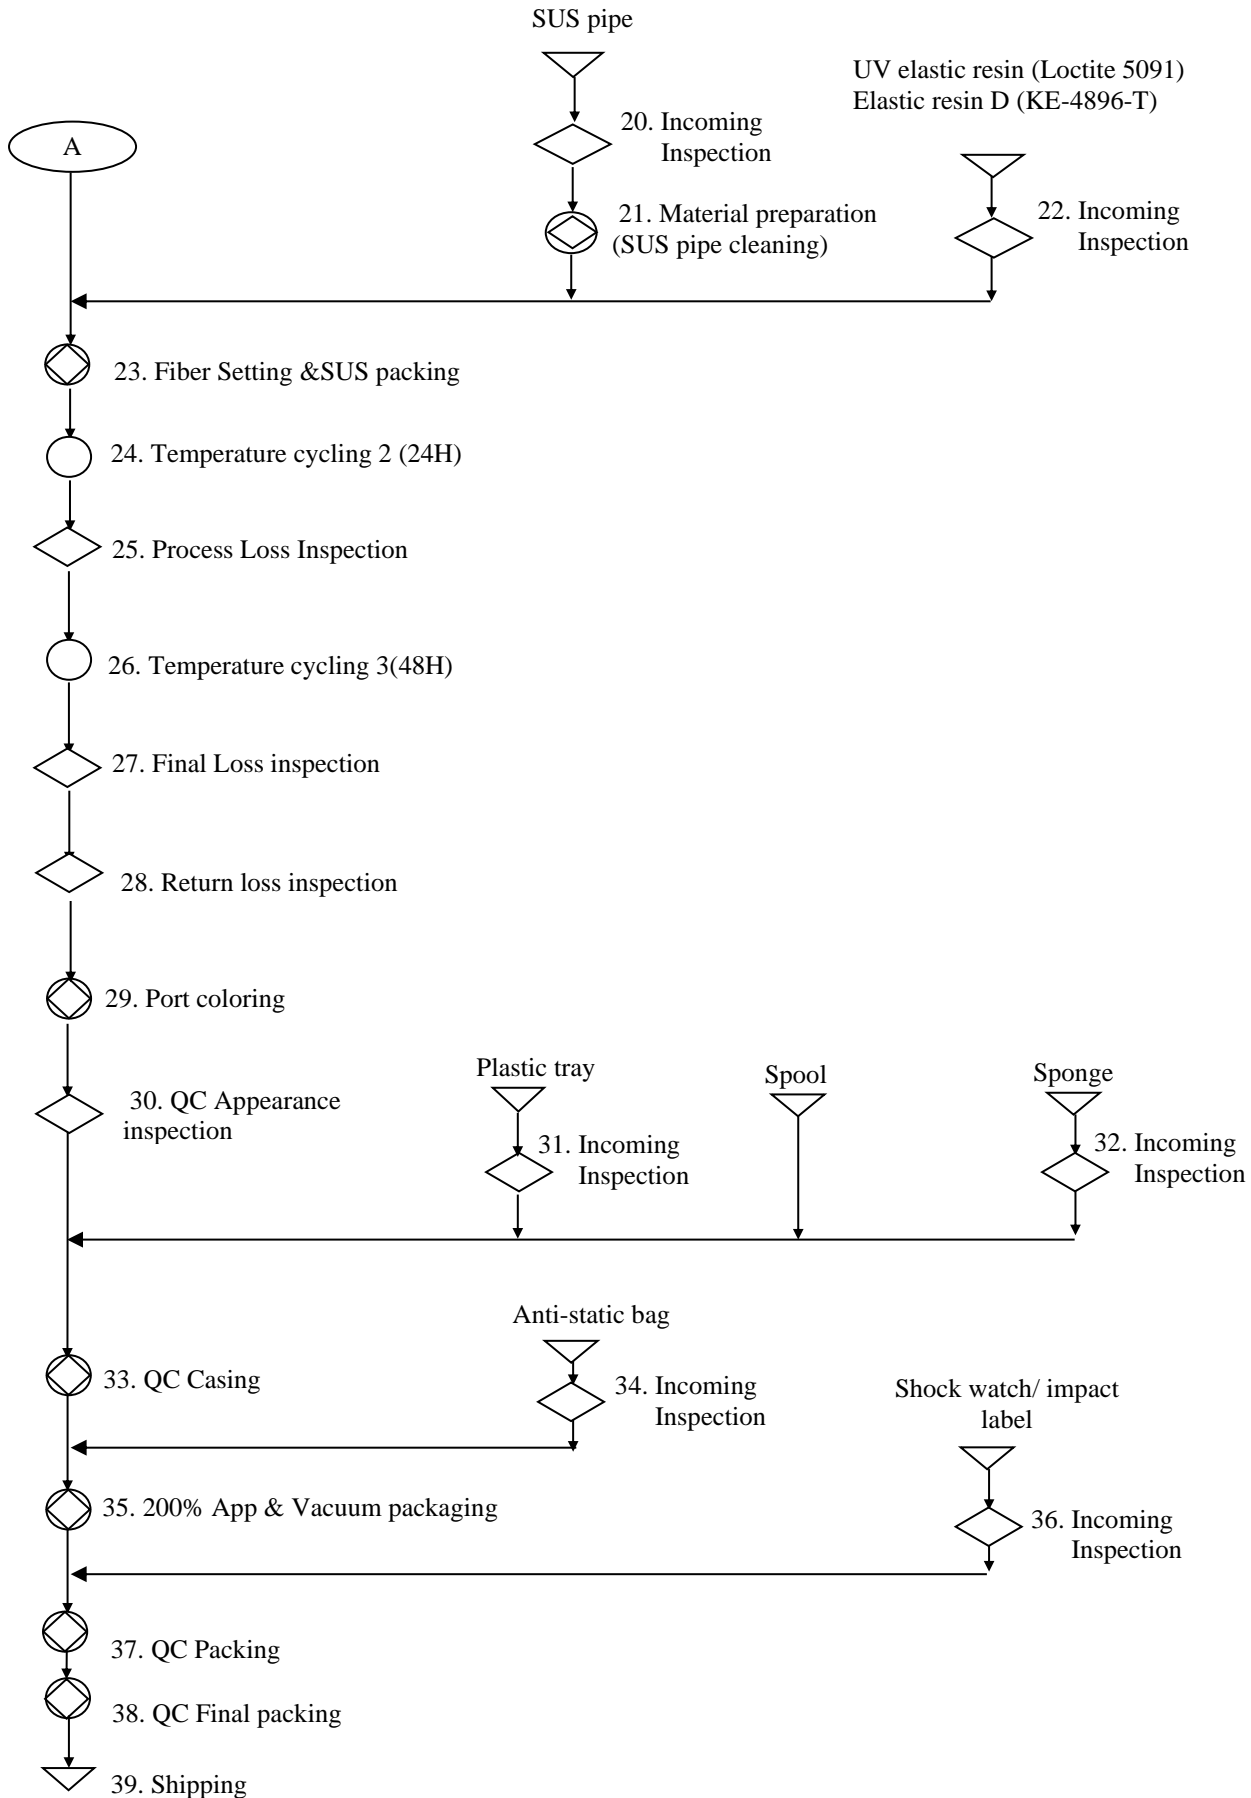 SUS pipe
UV elastic resin (Loctite 5091)
Elastic resin D (KE-4896-T)
A
20. Incoming
Inspection
21. Material preparation
(SUS pipe cleaning)
22. Incoming
Inspection
23. Fiber Setting &SUS packing
24. Temperature cycling 2 (24H)
25. Process Loss Inspection
26. Temperature cycling 3(48H)
27. Final Loss inspection
28. Return loss inspection
29. Port coloring
30. QC Appearance
inspection
Plastic tray
31. Incoming
Inspection
Spool
Sponge
32. Incoming
Inspection
33. QC Casing
Anti-static bag
34. Incoming
Inspection
35. 200% App & Vacuum packaging
Shock watch/ impact
label
36. Incoming
Inspection
37. QC Packing
38. QC Final packing
39. Shipping